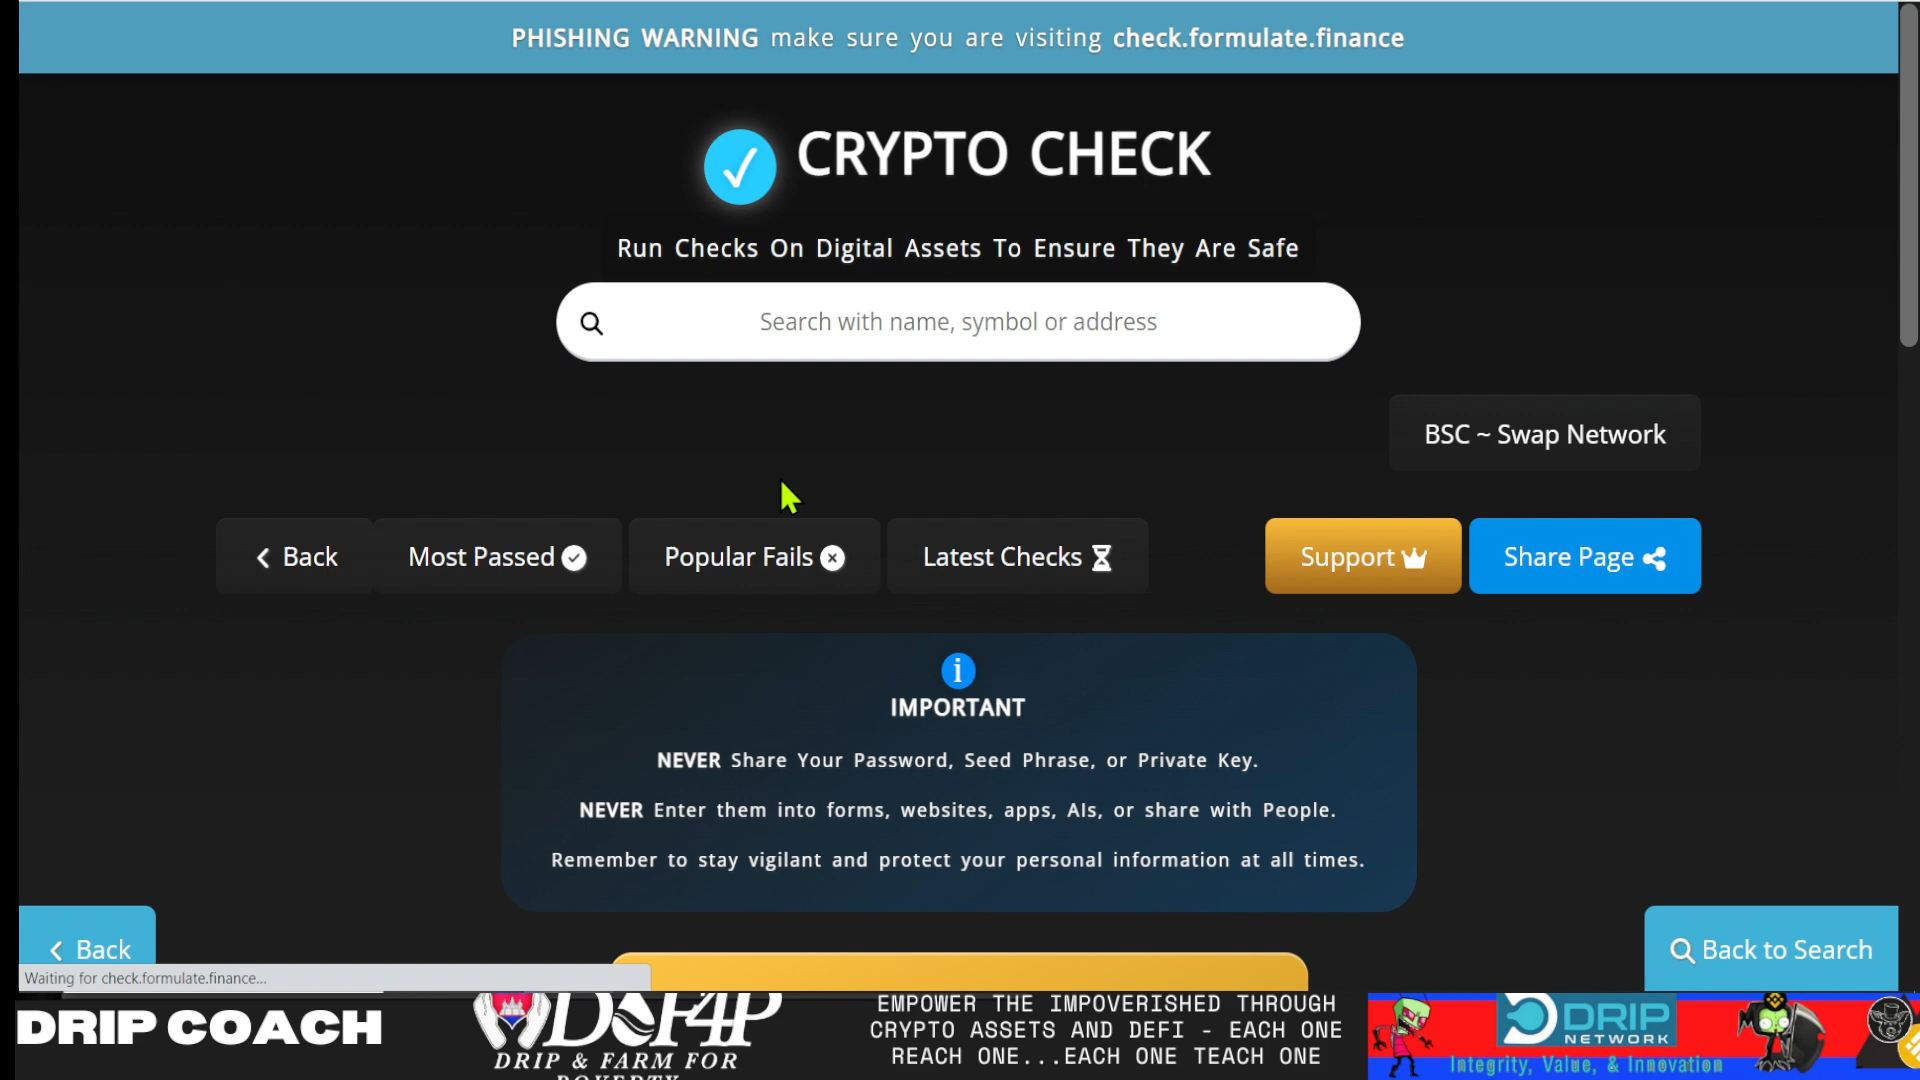 PHISHING WARNING make sure you are visiting check.formulate.finance
CRYPTO CHECK
Run Checks On Digital Assets To Ensure They Are Safe
Search with name, symbol or address
BSC ~ Swap Network
Back
Most Passed
Popular Fails
Latest Checks
Support
Share Page
IMPORTANT
NEVER Share Your Password, Seed Phrase, or Private Key.
NEVER Enter them into forms, websites, apps, AIs, or share with People.
Remember to stay vigilant and protect your personal information at all times.
Back
Back to Search
Waiting for check.formulate.finance...
DRIP COACH
D&F4P
DRIP & FARM FOR
POVERTY
EMPOWER THE IMPOVERISHED THROUGH
CRYPTO ASSETS AND DEFI - EACH ONE
REACH ONE...EACH ONE TEACH ONE
DRIP
NETWORK
Integrity, Value, & Innovation